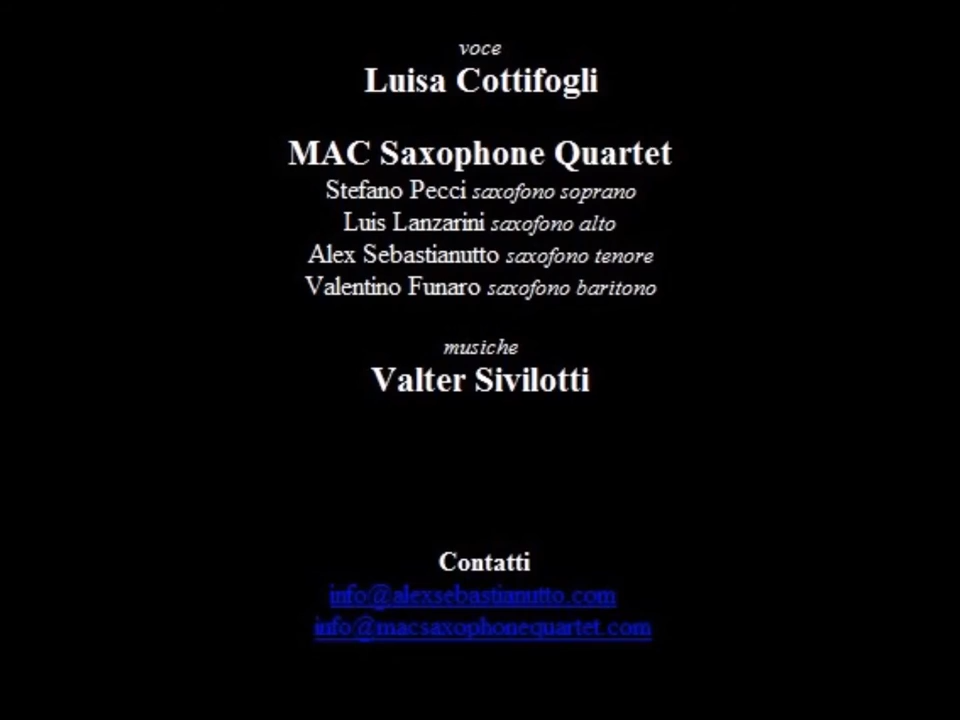 voce
Luisa Cottifogli
MAC Saxophone Quartet
Stefano Pecci saxofono soprano
Luis Lanzarini saxofono alto
Alex Sebastianutto saxofono tenore
Valentino Funaro saxofono baritono
musiche
Valter Sivilotti
Contatti
info@alexsebastianutto.com
info@macsaxophonequartet.com